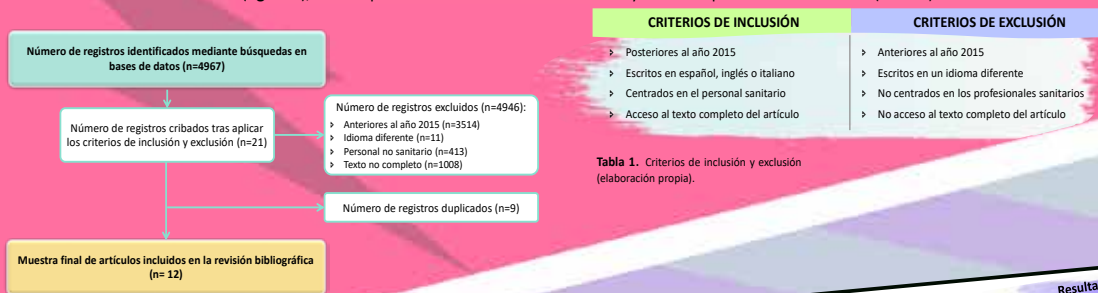 Número de registros identificados mediante búsquedas en
bases de datos (n=4967)
Número de registros cribados tras aplicar
los criterios de inclusión y exclusión (n=21)
Número de registros excluidos (n=4946):
› Anteriores al año 2015 (n=3514)
› Idioma diferente (n=11)
› Personal no sanitario (n=413)
› Texto no completo (n=1008)
Número de registros duplicados (n=9)
Muestra final de artículos incluidos en la revisión bibliográfica
(n= 12)
CRITERIOS DE INCLUSIÓN
› Posteriores al año 2015
› Escritos en español, inglés o italiano
› Centrados en el personal sanitario
› Acceso al texto completo del artículo
CRITERIOS DE EXCLUSIÓN
› Anteriores al año 2015
› Escritos en un idioma diferente
› No centrados en los profesionales sanitarios
› No acceso al texto completo del artículo
Tabla 1. Criterios de inclusión y exclusión
(elaboración propia).
Resulta